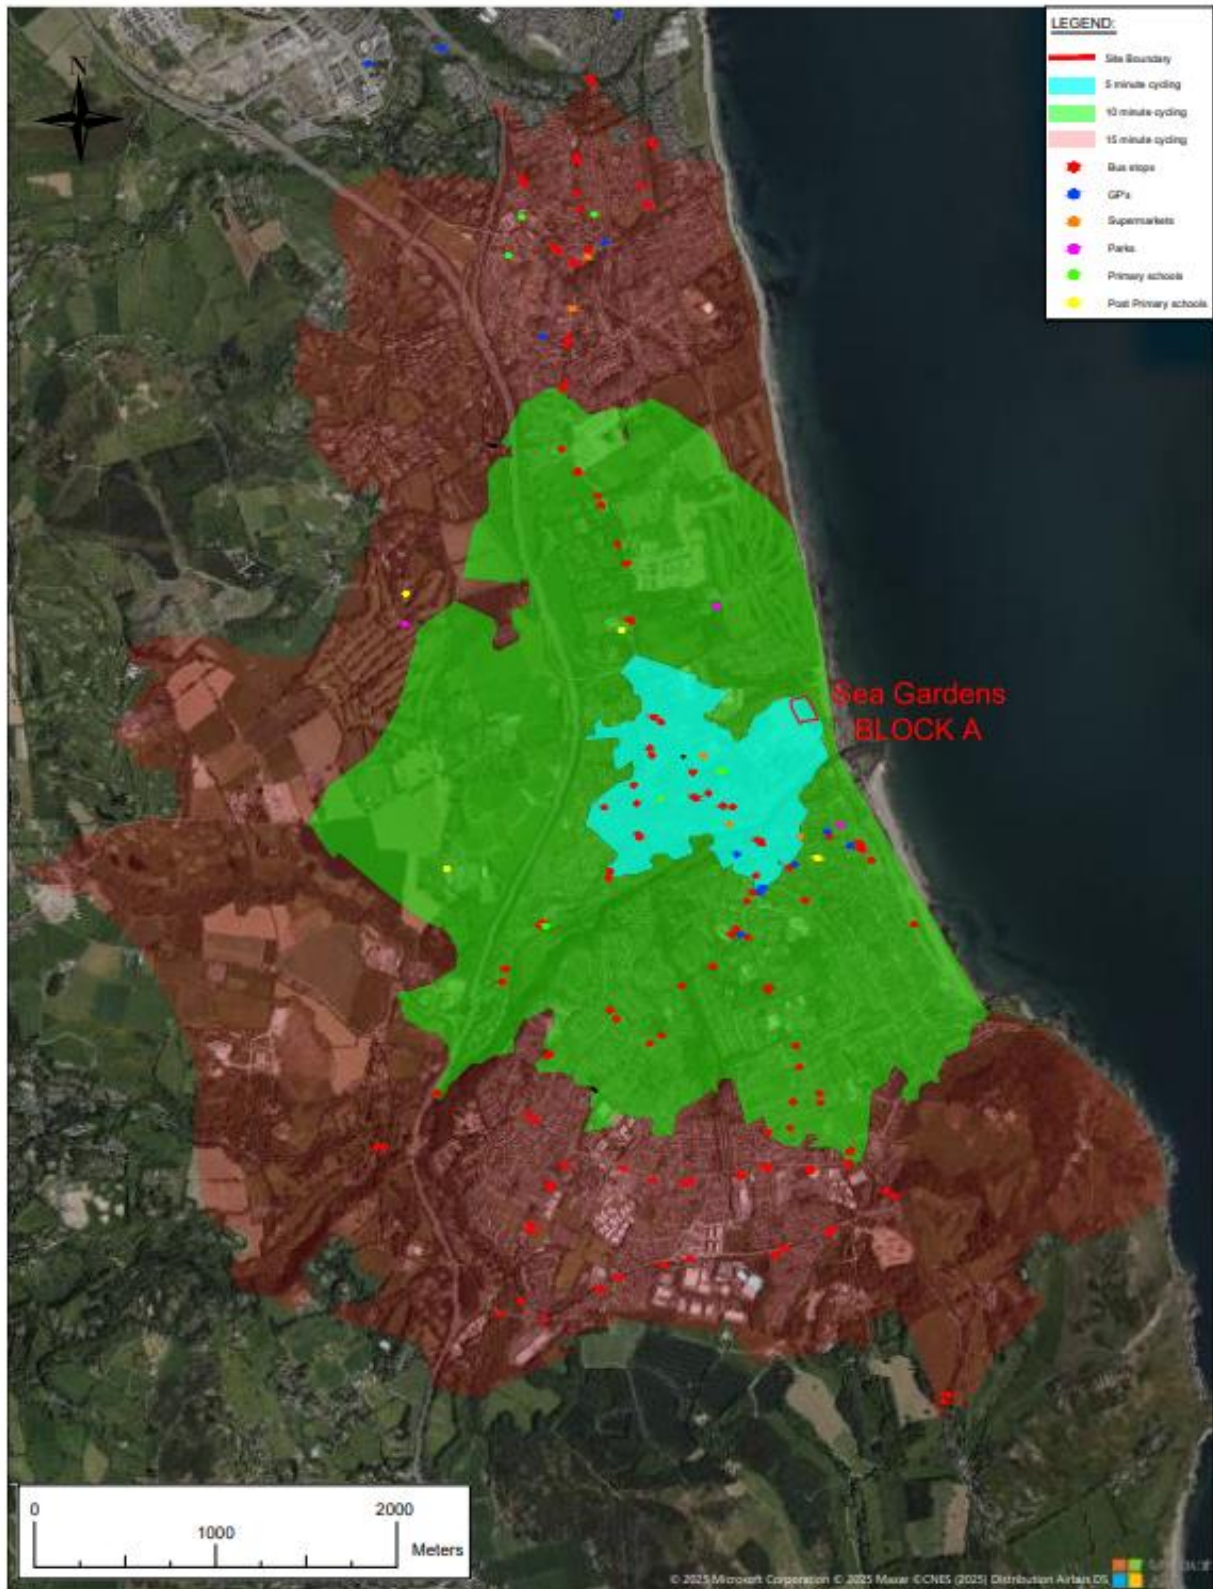 LEGEND:
Site Boundary
5 minute cycling
10 minute cycling
15 minute cycling
Bus stops
GP's
Supermarkets
Parks
Primary schools
Post Primary schools
N
Sea Gardens
BLOCK A
0
2000
1000
Meters
© 2025 Microsoft Corporation © 2025 Maxar ©CNES (2025) Distribution Airbus DS